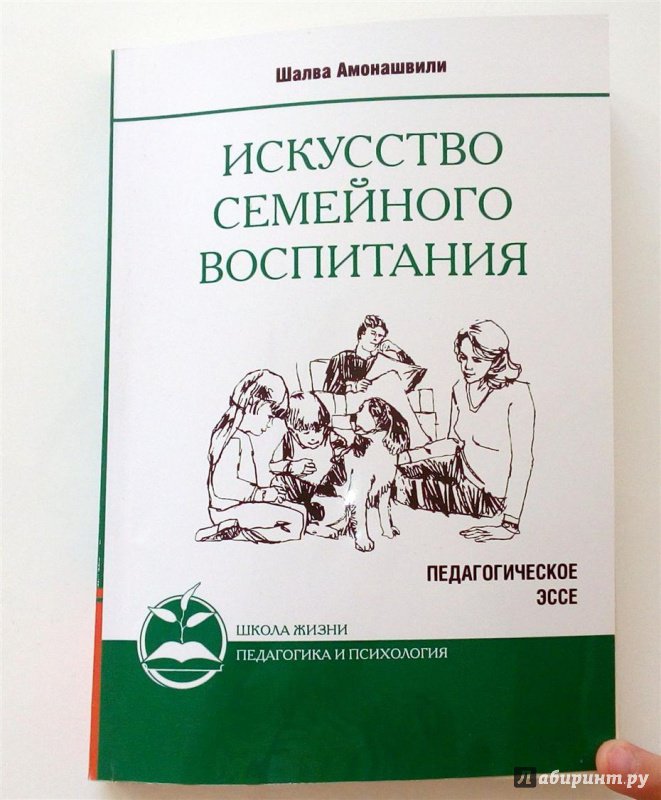 Шалва Амонашвили
ИСКУССТВО
СЕМЕЙНОГО
ВОСПИТАНИЯ
ПЕДАГОГИЧЕСКОЕ
ЭССЕ
ШКОЛА ЖИЗНИ
ПЕДАГОГИКА И ПСИХОЛОГИЯ
Лабиринт.ру